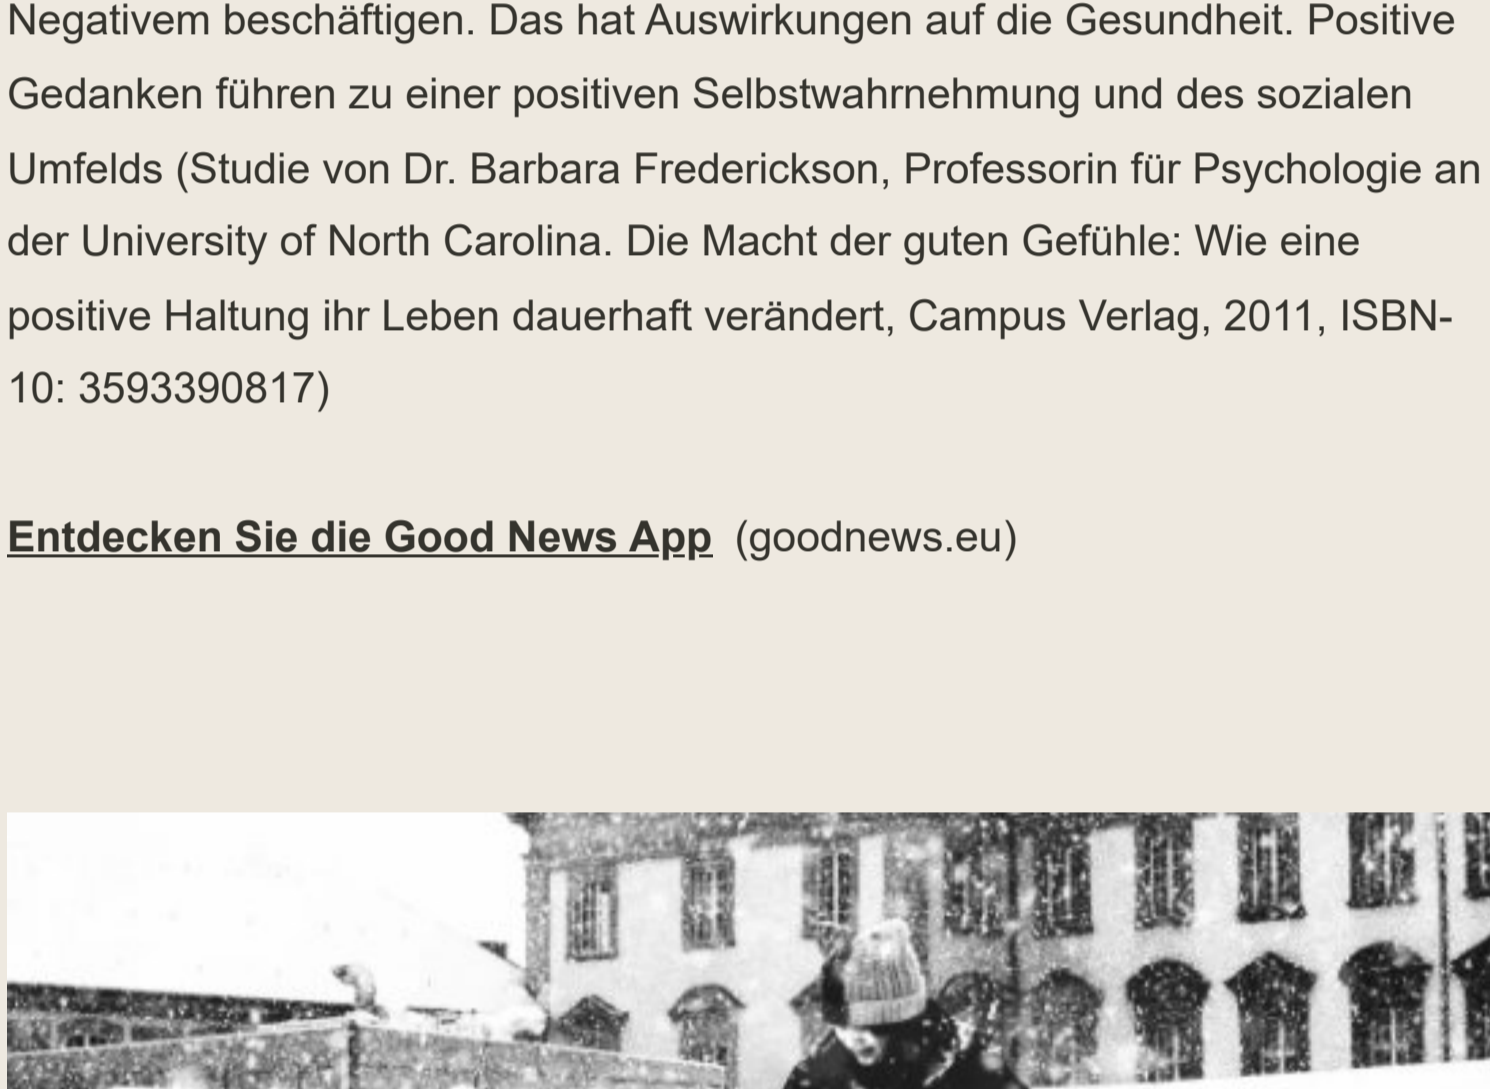 Negativem beschäftigen. Das hat Auswirkungen auf die Gesundheit. Positive
Gedanken führen zu einer positiven Selbstwahrnehmung und des sozialen
Umfelds (Studie von Dr. Barbara Frederickson, Professorin für Psychologie an
der University of North Carolina. Die Macht der guten Gefühle: Wie eine
positive Haltung ihr Leben dauerhaft verändert, Campus Verlag, 2011, ISBN-
10: 3593390817)
Entdecken Sie die Good News App (goodnews.eu)